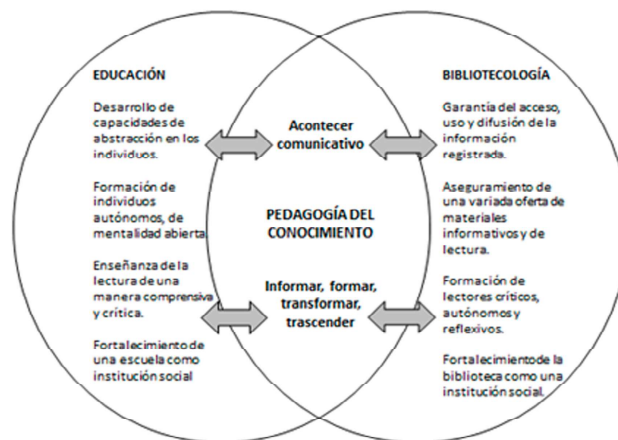 EDUCACIÓN
Desarrollo de
capacidades de
abstracción en los
individuos.
Formación de
individuos
autónomos, de
mentalidad abierta.
Enseñanza de la
lectura de una
manera comprensiva
y crítica.
Fortalecimiento de
una escuela como
institución social
Acontecer
comunicativo
PEDAGOGÍA DEL
CONOCIMIENTO
Informar, formar,
transformar,
trascender
BIBLIOTECOLOGÍA
Garantía del acceso,
uso y difusión de la
información
registrada.
Aseguramiento de
una variada oferta de
materiales
informativos y de
lectura.
Formación de
lectores críticos,
autónomos y
reflexivos.
Fortalecimiento de la
biblioteca como una
institución social.